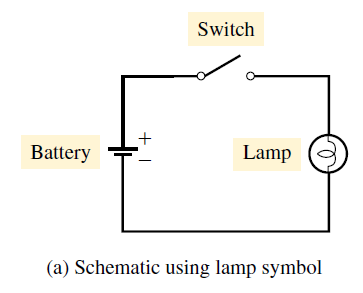 Switch
+
Battery
Lamp
−
(a) Schematic using lamp symbol